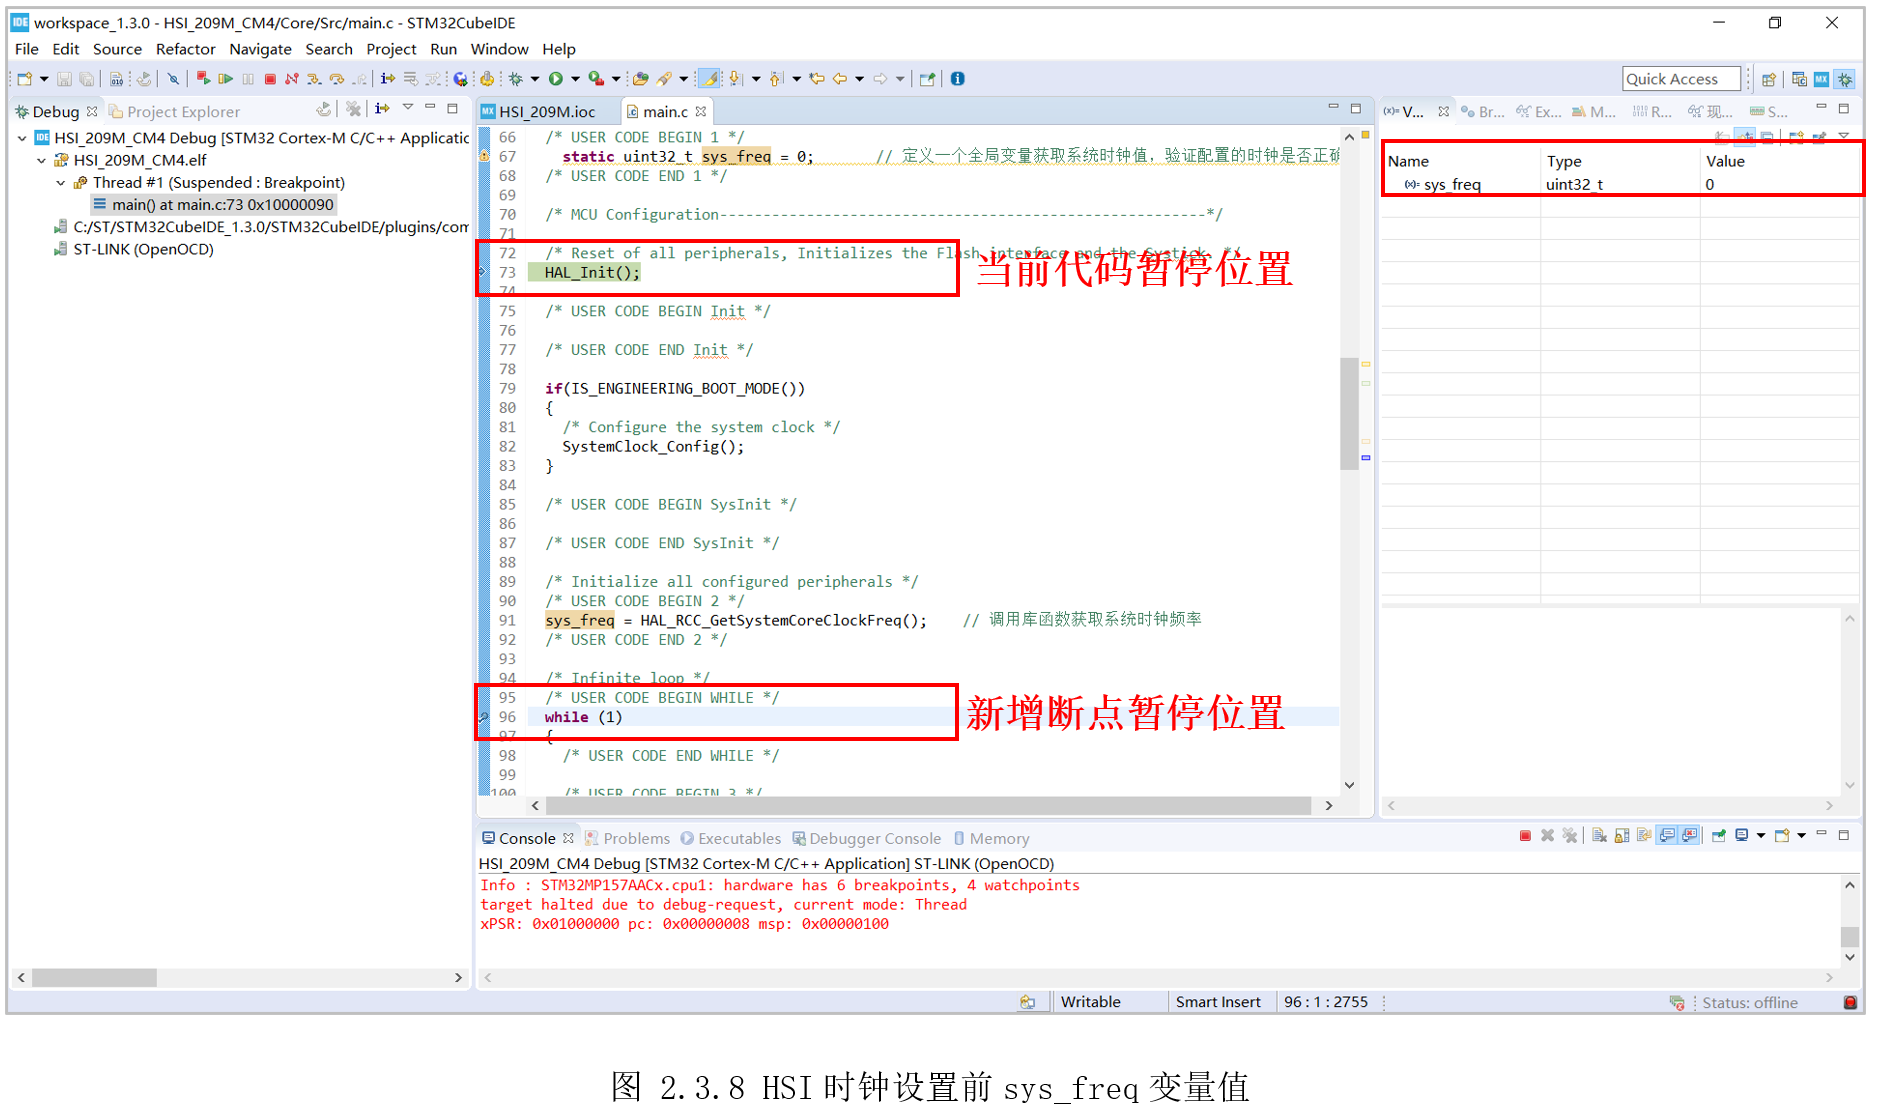 workspace_1.3.0 - HSI_209M_CM4/Core/Src/main.c - STM32CubeIDE
File Edit Source Refactor Navigate Search Project Run Window Help
Quick Access
Debug Project Explorer
HSI_209M_CM4 Debug [STM32 Cortex-M C/C++ Applicatic
HSI_209M_CM4.elf
Thread #1 (Suspended : Breakpoint)
main() at main.c:73 0x10000090
C:/ST/STM32CubeIDE_1.3.0/STM32CubeIDE/plugins/com
ST-LINK (OpenOCD)
HSI_209M.ioc main.c
66 /* USER CODE BEGIN 1 */
67 static uint32_t sys_freq = 0; // 定义一个全局变量获取系统时钟值，验证配置的时钟是否正确
68 /* USER CODE END 1 */
69
70 /* MCU Configuration--------------------------------------------------------*/
71
72 /* Reset of all peripherals, Initializes the Flash interface and the Systick. */
73 HAL_Init();
当前代码暂停位置
74
75 /* USER CODE BEGIN Init */
76
77 /* USER CODE END Init */
78
79 if(IS_ENGINEERING_BOOT_MODE())
80 {
81 /* Configure the system clock */
82 SystemClock_Config();
83 }
84
85 /* USER CODE BEGIN SysInit */
86
87 /* USER CODE END SysInit */
88
89 /* Initialize all configured peripherals */
90 /* USER CODE BEGIN 2 */
91 sys_freq = HAL_RCC_GetSystemCoreClockFreq(); // 调用库函数获取系统时钟频率
92 /* USER CODE END 2 */
93
94 /* Infinite loop */
95 /* USER CODE BEGIN WHILE */
96 while (1)
新增断点暂停位置
97 {
98 /* USER CODE END WHILE */
99
100 /* USER CODE BEGIN 3 */
V... Br... Ex... M... R... 现... S...
Name Type Value
sys_freq uint32_t 0
Console Problems Executables Debugger Console Memory
HSI_209M_CM4 Debug [STM32 Cortex-M C/C++ Application] ST-LINK (OpenOCD)
Info : STM32MP157AACx.cpu1: hardware has 6 breakpoints, 4 watchpoints
target halted due to debug-request, current mode: Thread
xPSR: 0x01000000 pc: 0x00000008 msp: 0x00000100
Writable Smart Insert 96 : 1 : 2755 Status: offline
图 2.3.8 HSI 时钟设置前 sys_freq 变量值